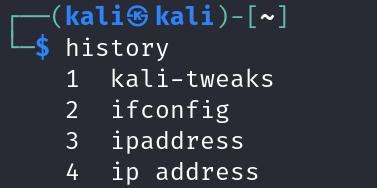 ┌──(kali㉿kali)-[~]
└─$ history
1 kali-tweaks
2 ifconfig
3 ipaddress
4 ip address